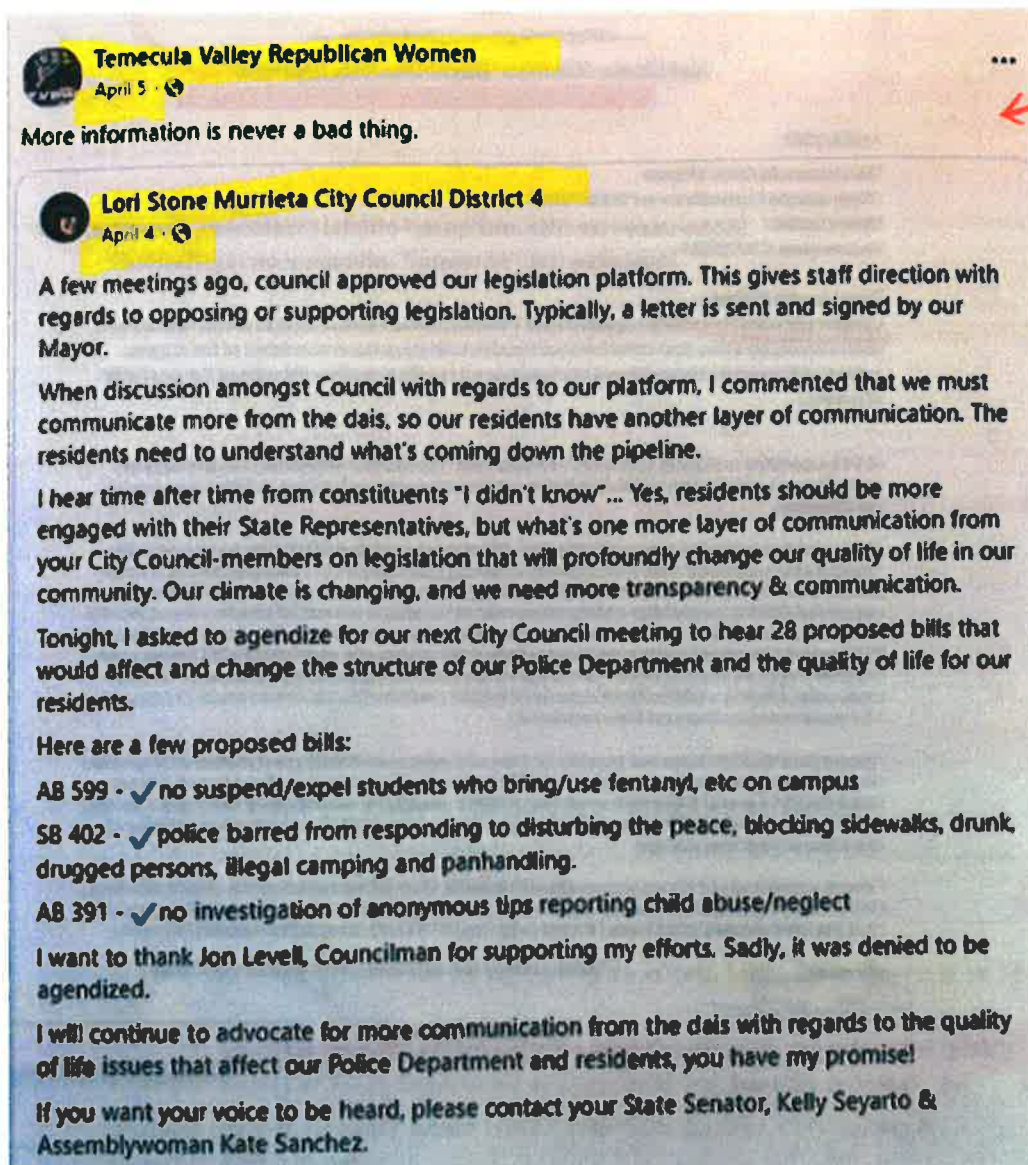 Temecula Valley Republican Women
April 5 ·
More information is never a bad thing.
Lori Stone Murrieta City Council District 4
April 4 ·
A few meetings ago, council approved our legislation platform. This gives staff direction with
regards to opposing or supporting legislation. Typically, a letter is sent and signed by our
Mayor.
When discussion amongst Council with regards to our platform, I commented that we must
communicate more from the dais, so our residents have another layer of communication. The
residents need to understand what's coming down the pipeline.
I hear time after time from constituents "I didn't know"... Yes, residents should be more
engaged with their State Representatives, but what's one more layer of communication from
your City Council-members on legislation that will profoundly change our quality of life in our
community. Our climate is changing, and we need more transparency & communication.
Tonight, I asked to agendize for our next City Council meeting to hear 28 proposed bills that
would affect and change the structure of our Police Department and the quality of life for our
residents.
Here are a few proposed bills:
AB 599 - ✓no suspend/expel students who bring/use fentanyl, etc on campus
SB 402 - ✓police barred from responding to disturbing the peace, blocking sidewalks, drunk,
drugged persons, illegal camping and panhandling.
AB 391 - ✓no investigation of anonymous tips reporting child abuse/neglect
I want to thank Jon Levell, Councilman for supporting my efforts. Sadly, it was denied to be
agendized.
I will continue to advocate for more communication from the dais with regards to the quality
of life issues that affect our Police Department and residents, you have my promise!
If you want your voice to be heard, please contact your State Senator, Kelly Seyarto &
Assemblywoman Kate Sanchez.